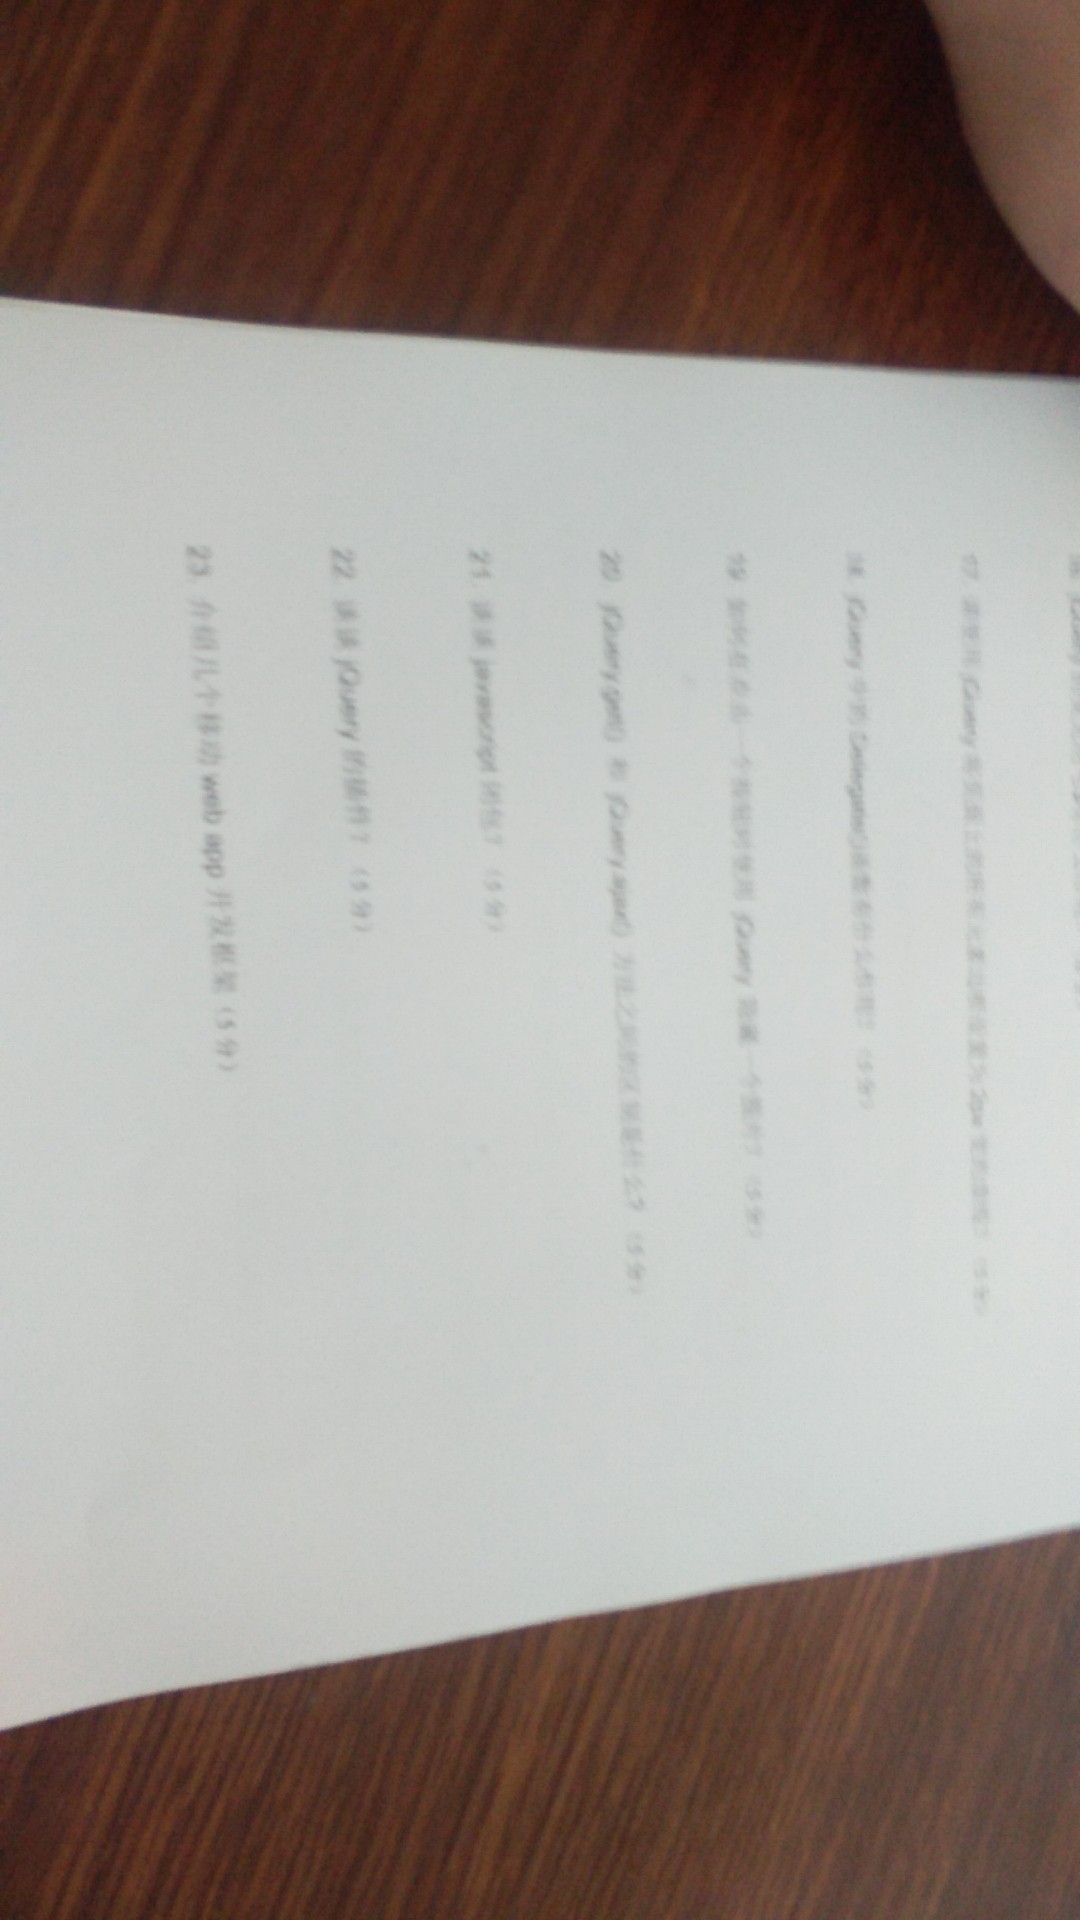 17. 请使用 jQuery 将页面上的所有元素边框设置为 2px 宽的虚线？（5 分）
18. jQuery 中的 Delegate()函数有什么作用？（5 分）
19. 如何在点击一个按钮时使用 jQuery 隐藏一个图片？（5 分）
20. jQuery.get() 和 jQuery.ajax() 方法之间的区别是什么？（5 分）
21. 谈谈 javascript 闭包？（5 分）
22. 谈谈 jQuery 的插件？（5 分）
23. 介绍几个移动 web app 开发框架（5 分）